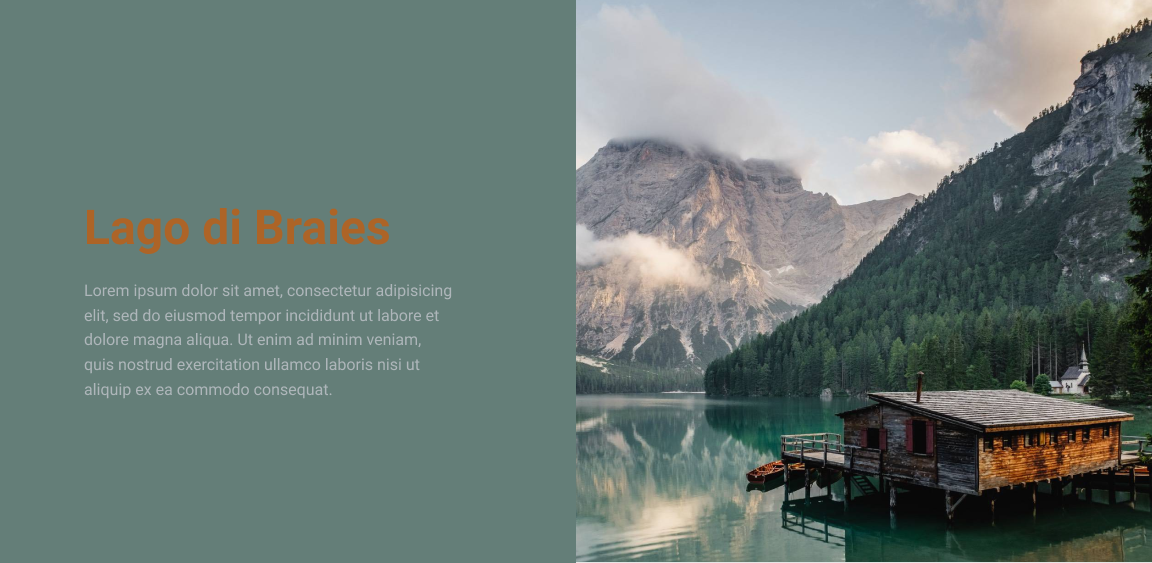 Lago di Braies
Lorem ipsum dolor sit amet, consectetur adipisicing
elit, sed do eiusmod tempor incididunt ut labore et
dolore magna aliqua. Ut enim ad minim veniam,
quis nostrud exercitation ullamco laboris nisi ut
aliquip ex ea commodo consequat.